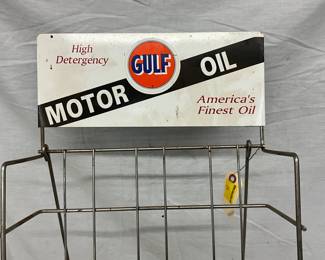 High
Detergency
GULF
MOTOR OIL
America's
Finest Oil